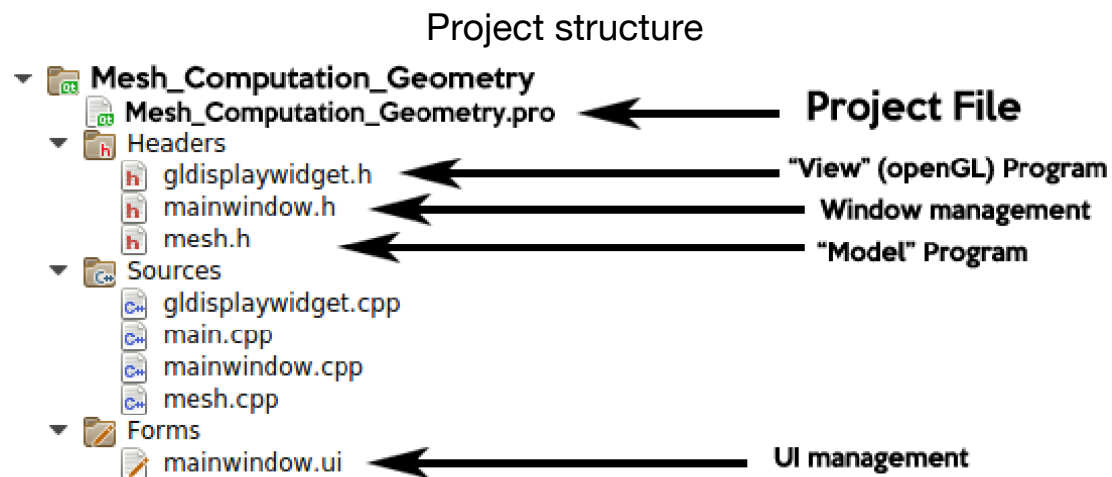 Project structure
Mesh_Computation_Geometry
Mesh_Computation_Geometry.pro Project File
Headers
gldisplaywidget.h "View" (openGL) Program
mainwindow.h Window management
mesh.h "Model" Program
Sources
gldisplaywidget.cpp
main.cpp
mainwindow.cpp
mesh.cpp
Forms
mainwindow.ui UI management